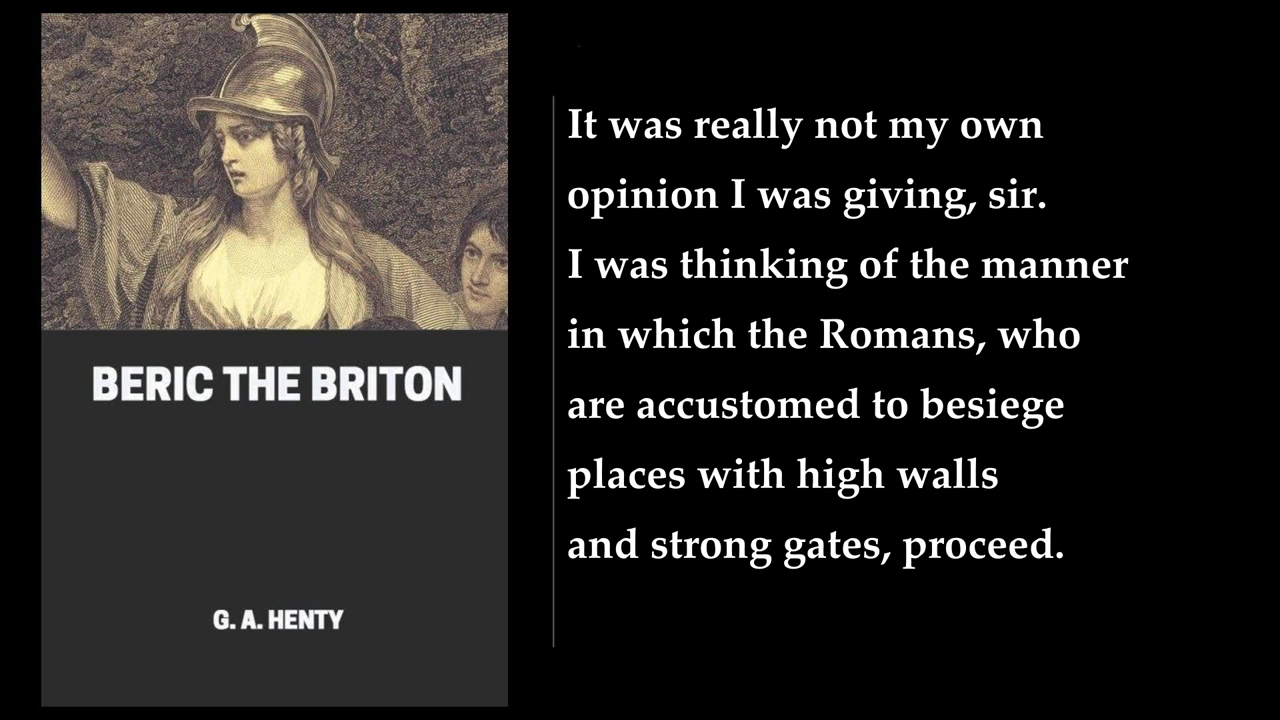 BERIC THE BRITON
G. A. HENTY
It was really not my own
opinion I was giving, sir.
I was thinking of the manner
in which the Romans, who
are accustomed to besiege
places with high walls
and strong gates, proceed.